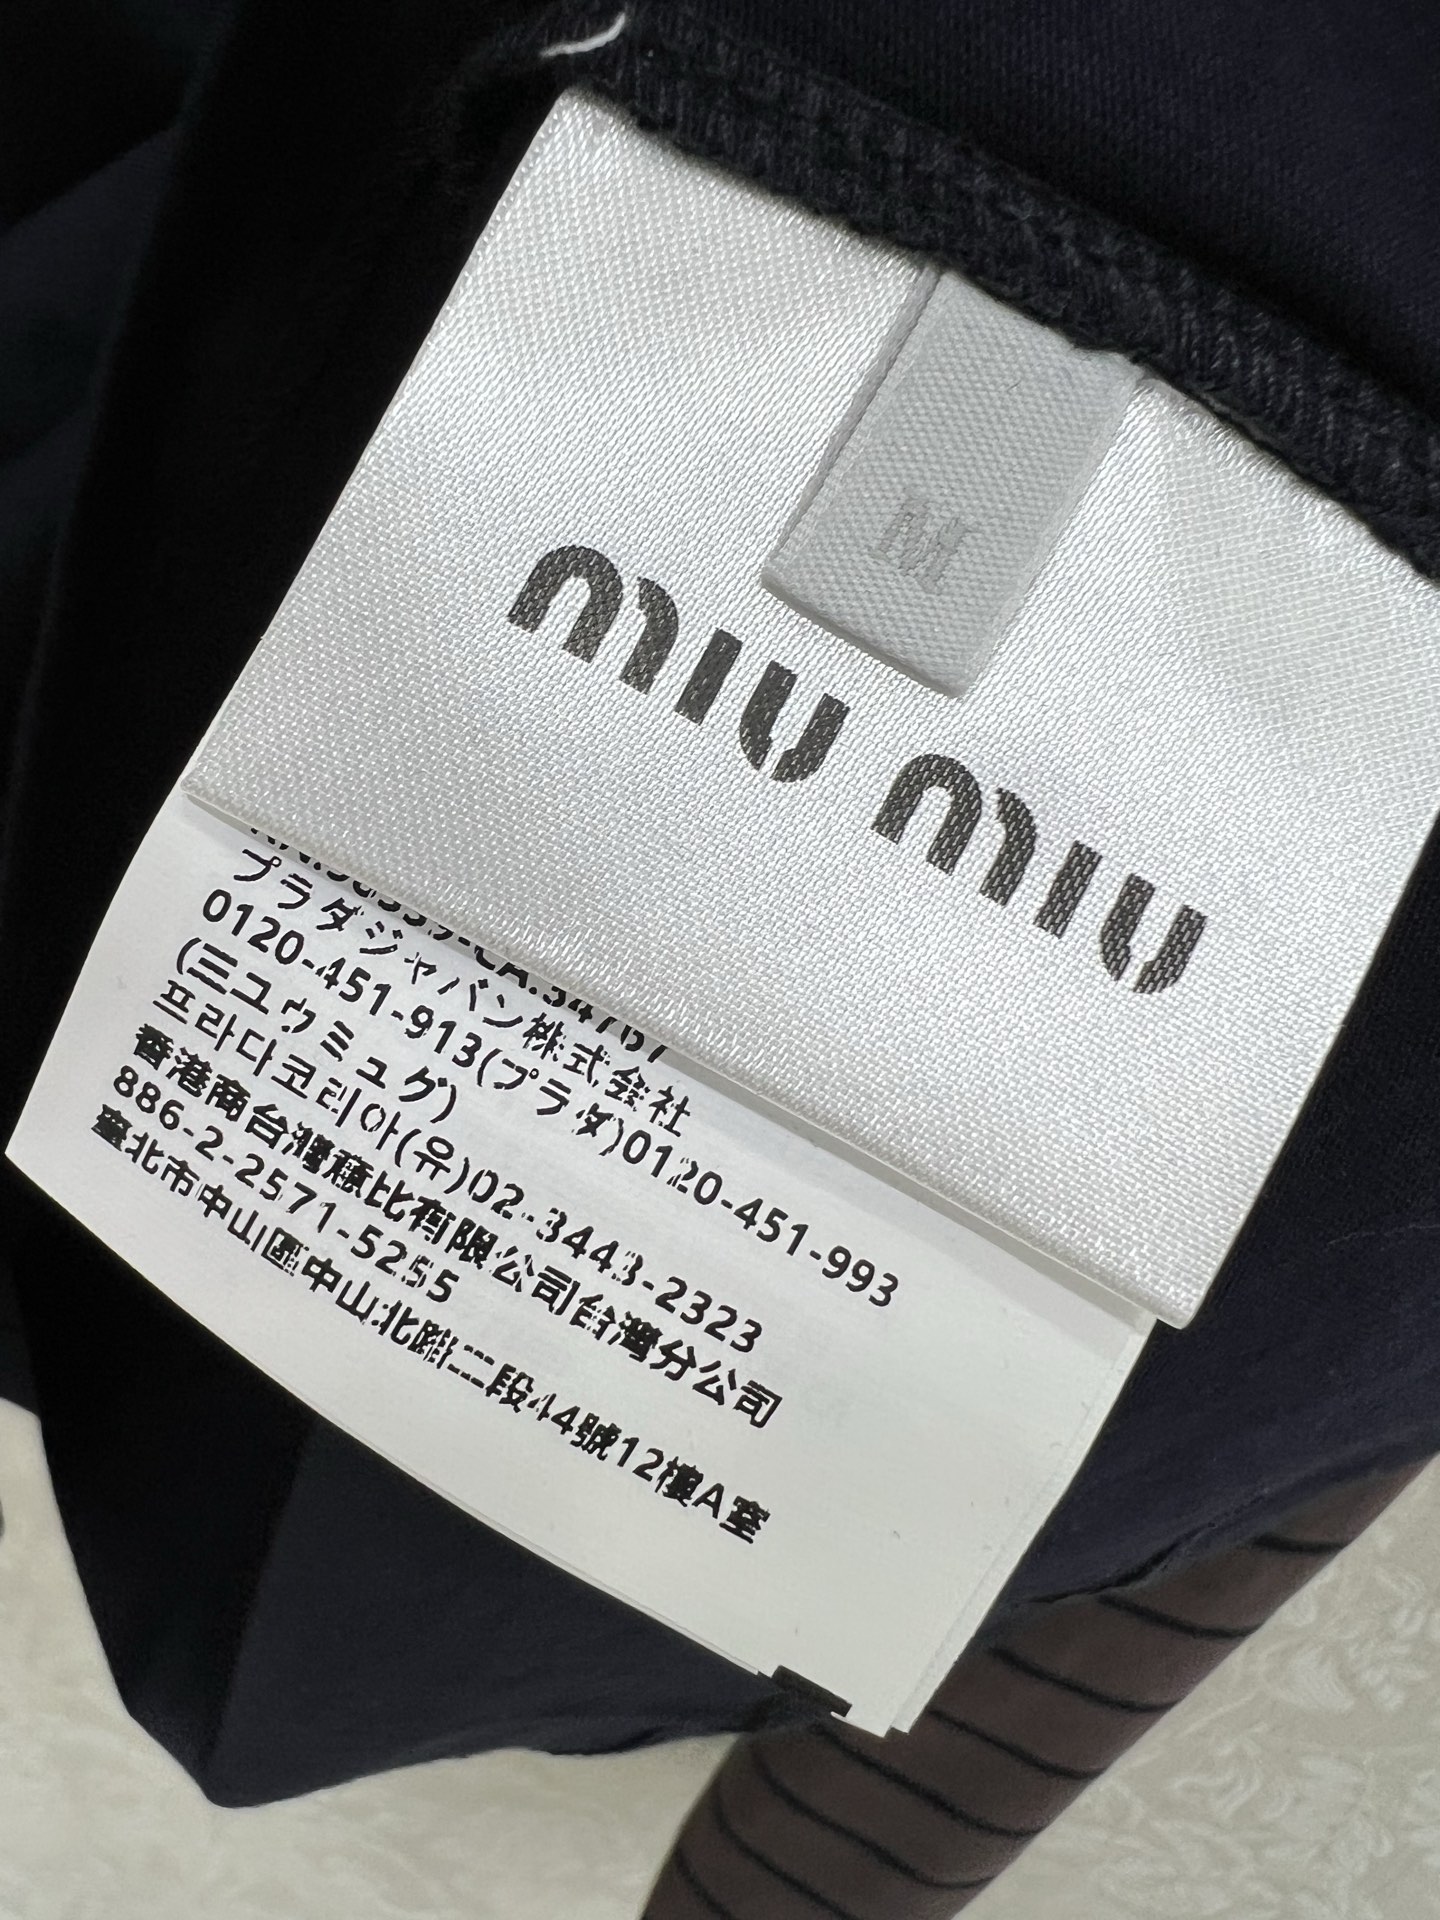 M
miu miu
プラダジャパン株式会社
0120-451-913(プラダ)0120-451-993
(ミュウミュウ)
프라다코리아(유)02-3443-2323
香港商台灣蕬比有限公司台灣分公司
886-2-2571-5255
臺北市中山區中山北路二段44號12樓A室